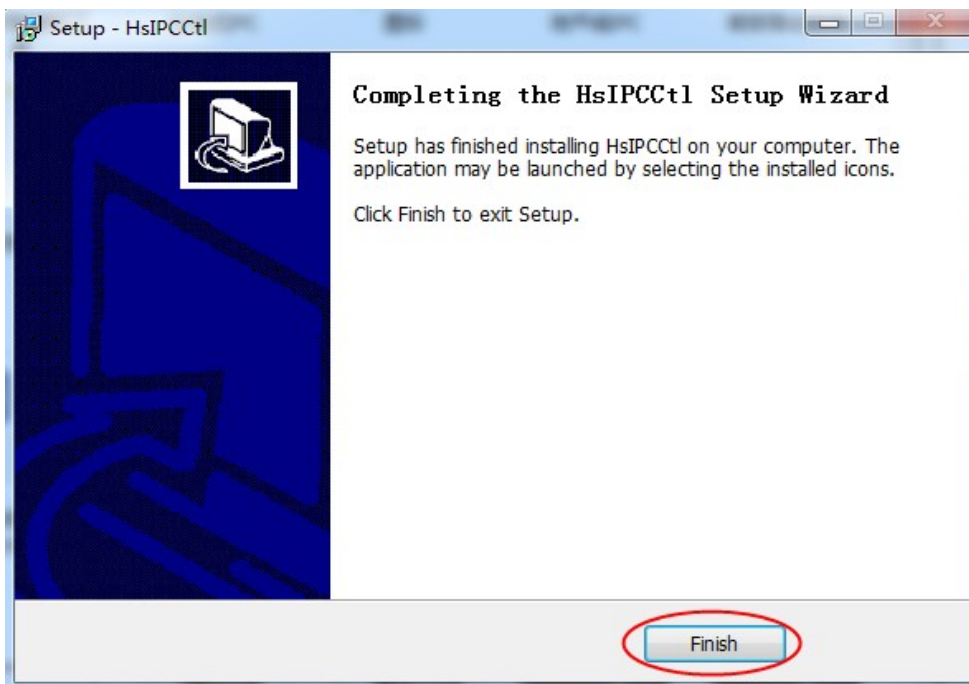 Setup - HsIPCCtl
Completing the HsIPCCtl Setup Wizard
Setup has finished installing HsIPCCtl on your computer. The
application may be launched by selecting the installed icons.
Click Finish to exit Setup.
Finish